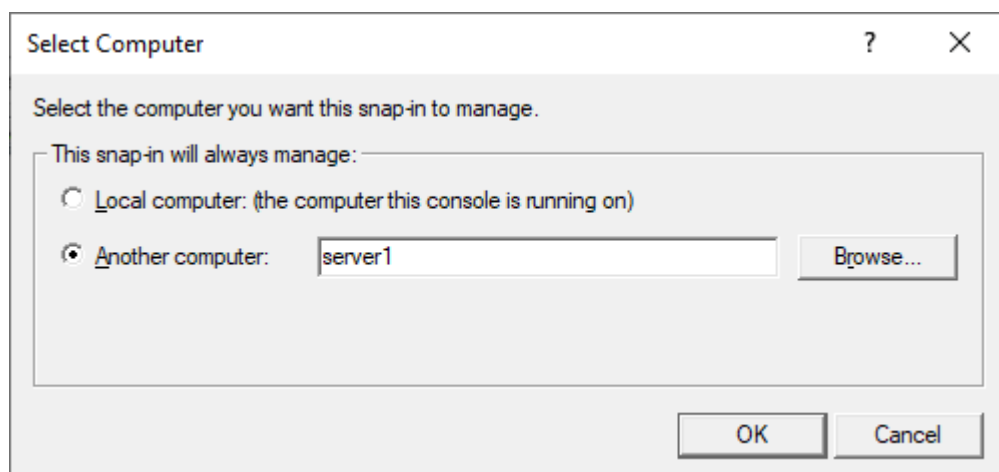 Select Computer ?
Select the computer you want this snap-in to manage.
This snap-in will always manage:
Local computer: (the computer this console is running on)
Another computer: server1 Browse...
OK Cancel